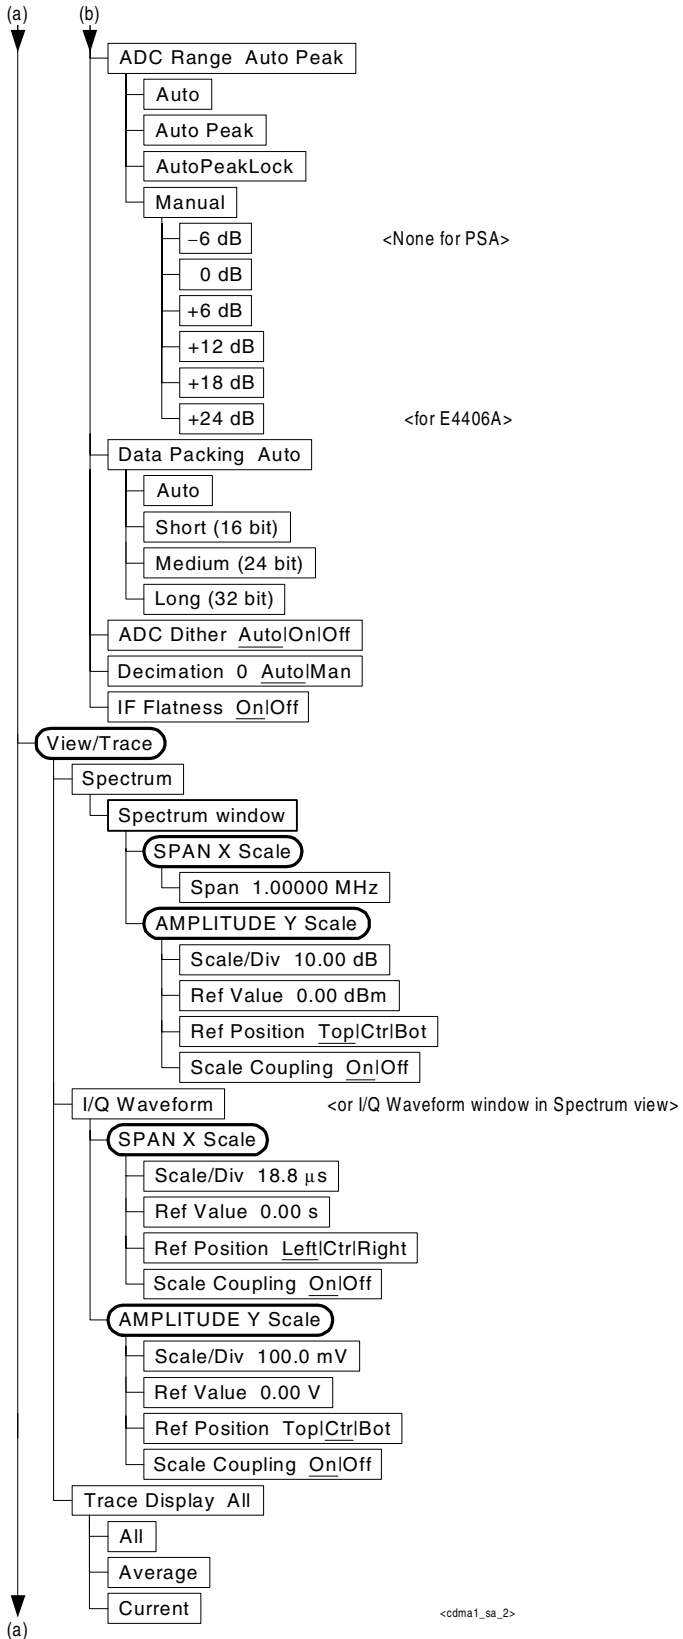 (a) (b)
ADC Range Auto Peak
Auto
Auto Peak
AutoPeakLock
Manual
−6 dB <None for PSA>
0 dB
+6 dB
+12 dB
+18 dB
+24 dB <for E4406A>
Data Packing Auto
Auto
Short (16 bit)
Medium (24 bit)
Long (32 bit)
ADC Dither Auto|On|Off
Decimation 0 Auto|Man
IF Flatness On|Off
View/Trace
Spectrum
Spectrum window
SPAN X Scale
Span 1.00000 MHz
AMPLITUDE Y Scale
Scale/Div 10.00 dB
Ref Value 0.00 dBm
Ref Position Top|Ctr|Bot
Scale Coupling On|Off
I/Q Waveform <or I/Q Waveform window in Spectrum view>
SPAN X Scale
Scale/Div 18.8 μs
Ref Value 0.00 s
Ref Position Left|Ctr|Right
Scale Coupling On|Off
AMPLITUDE Y Scale
Scale/Div 100.0 mV
Ref Value 0.00 V
Ref Position Top|Ctr|Bot
Scale Coupling On|Off
Trace Display All
All
Average
Current <cdma1_sa_2>
(a)